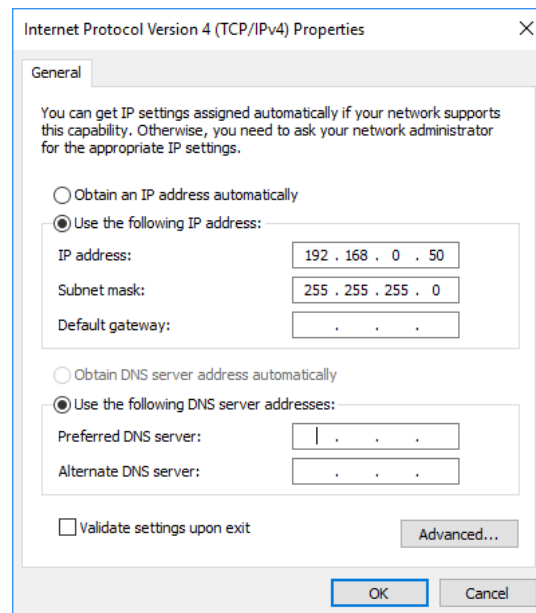 Internet Protocol Version 4 (TCP/IPv4) Properties
General
You can get IP settings assigned automatically if your network supports
this capability. Otherwise, you need to ask your network administrator
for the appropriate IP settings.
Obtain an IP address automatically
Use the following IP address:
IP address: 192 . 168 . 0 . 50
Subnet mask: 255 . 255 . 255 . 0
Default gateway: . . .
Obtain DNS server address automatically
Use the following DNS server addresses:
Preferred DNS server: . . .
Alternate DNS server: . . .
Validate settings upon exit
Advanced...
OK Cancel